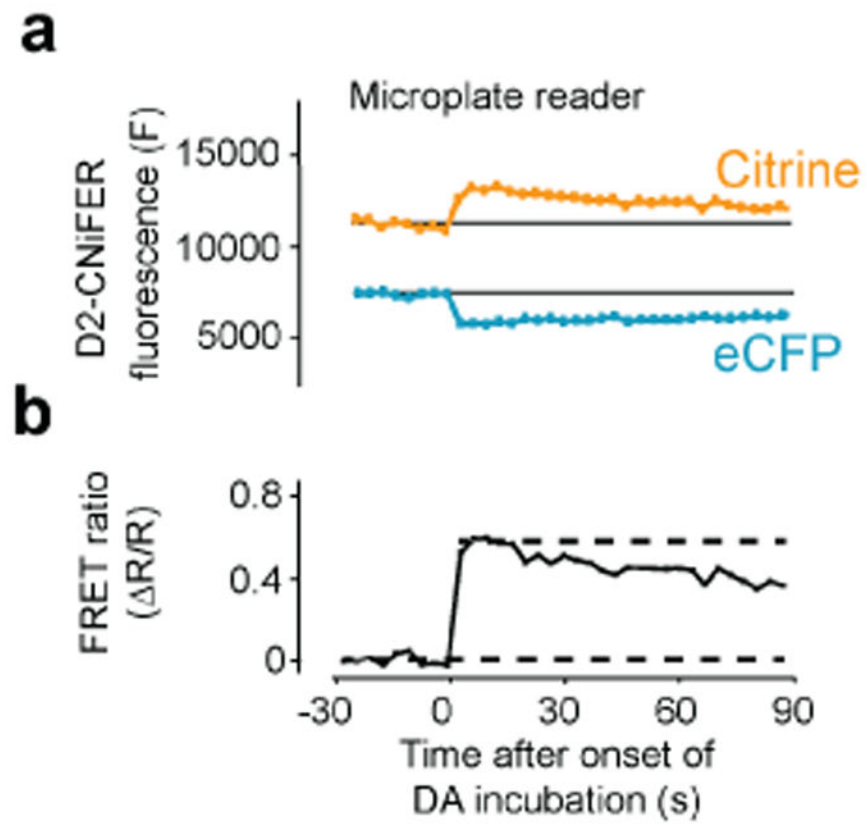 a
Microplate reader
D2-CNiFER
fluorescence (F)
15000
10000
5000
Citrine
eCFP
b
FRET ratio
(ΔR/R)
0.8
0.4
0
-30 0 30 60 90
Time after onset of
DA incubation (s)